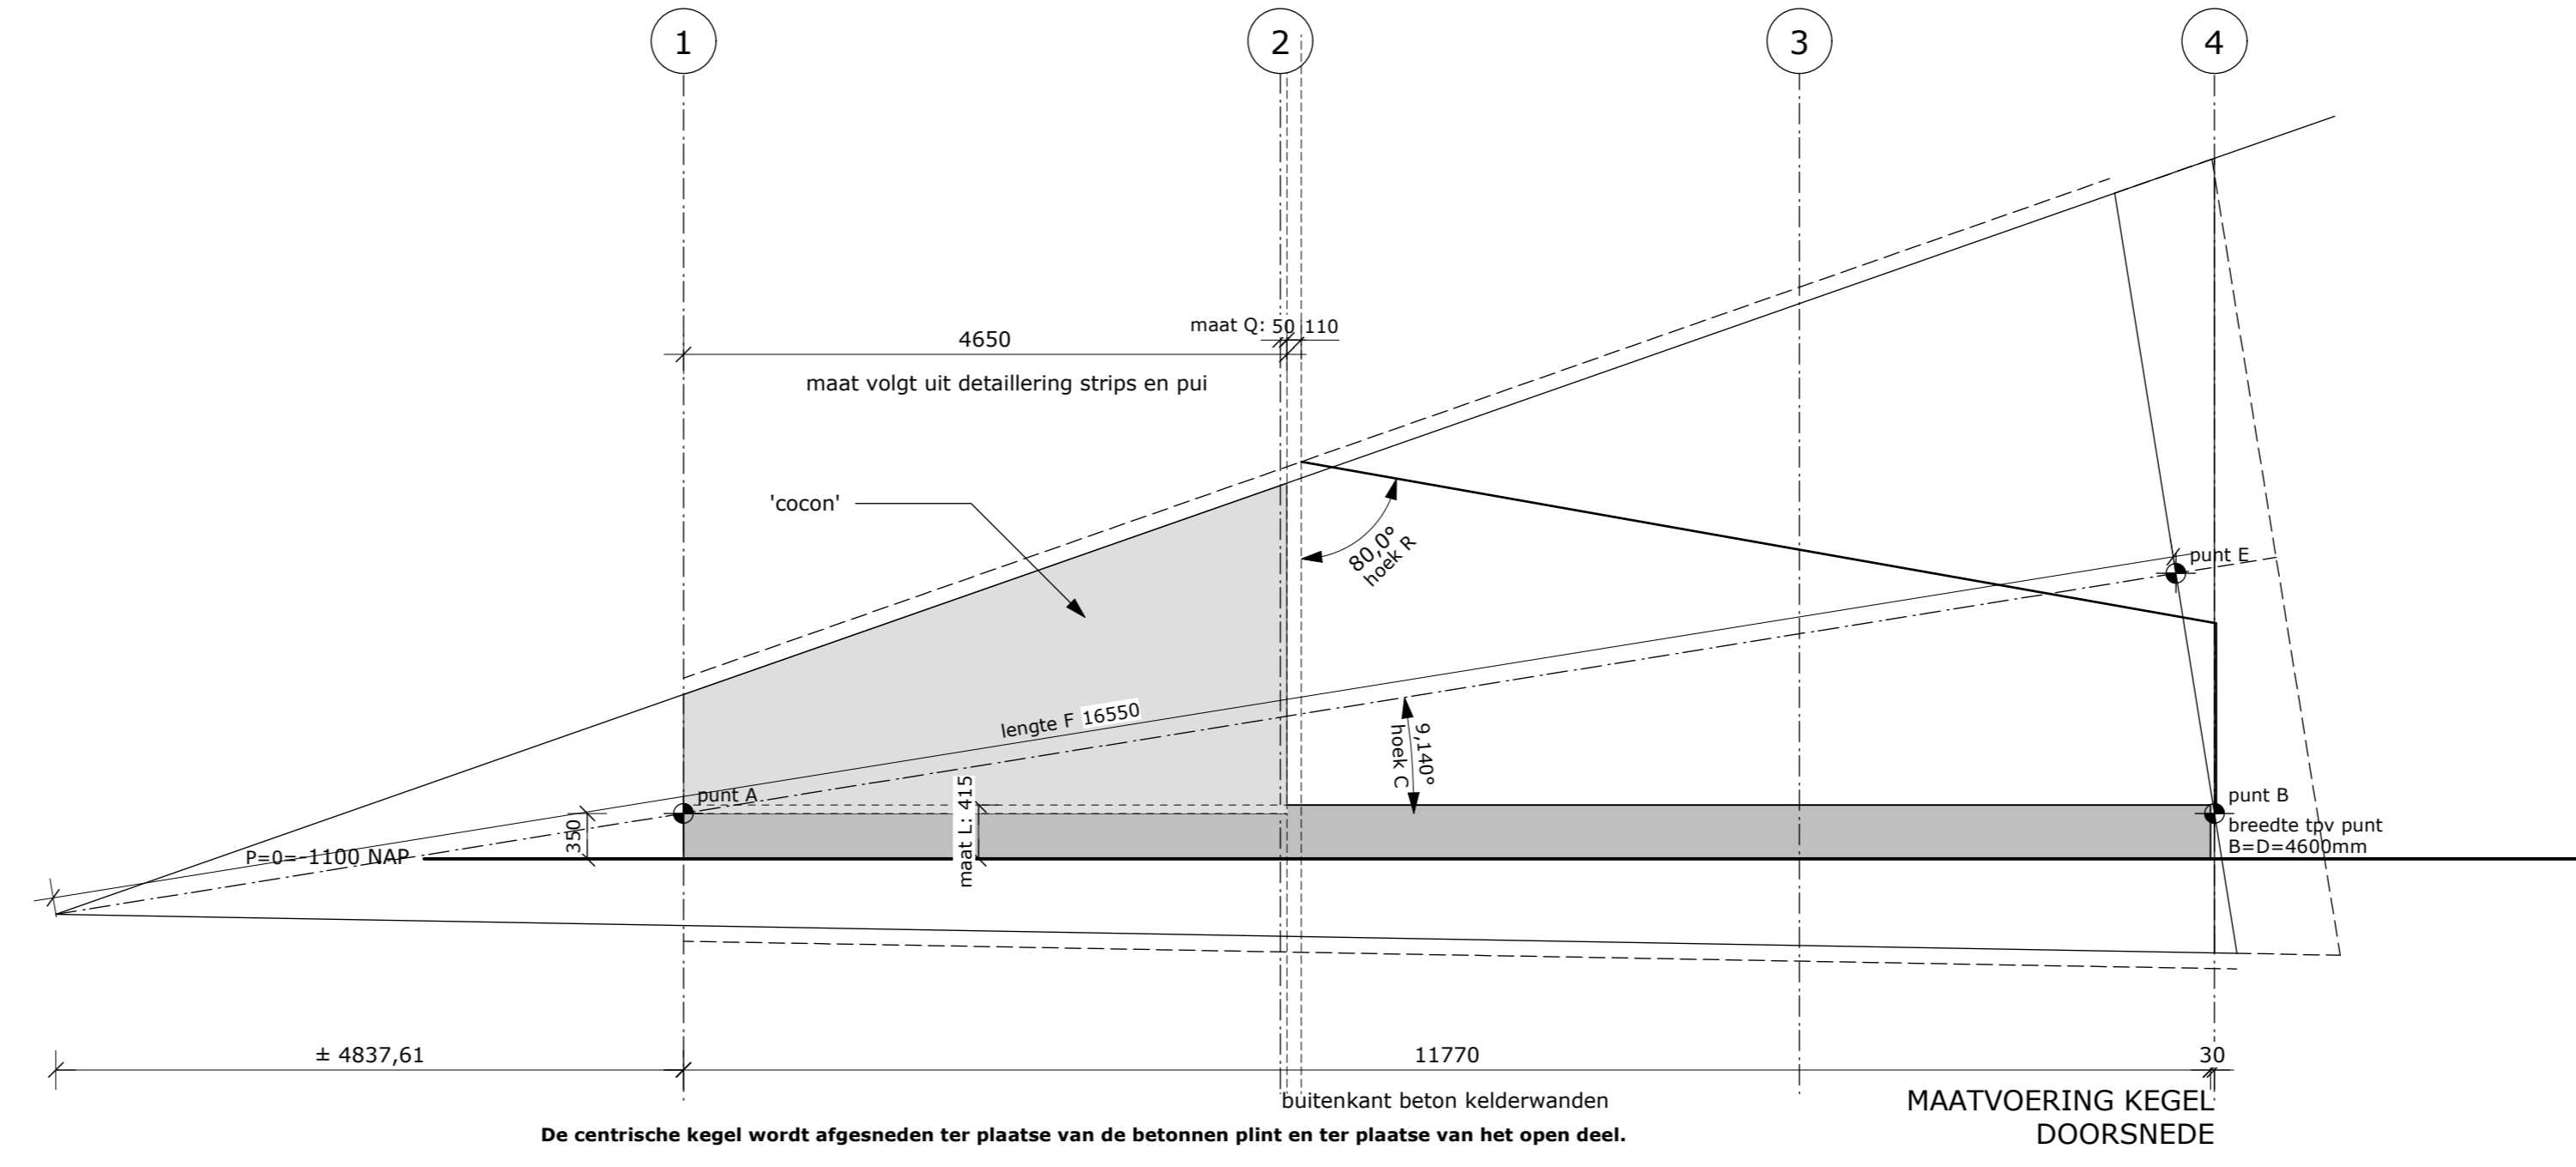 1
2
3
4
maat Q: 50 110
4650
maat volgt uit detaillering strips en pui
'cocon'
80,0°
hoek R
punt E
lengte F 16550
9,140°
hoek C
punt A
maat L: 415
350
P=0=-1100 NAP
punt B
breedte tpv punt
B=D=4600mm
± 4837,61
11770
30
buitenkant beton kelderwanden
MAATVOERING KEGEL
DOORSNEDE
De centrische kegel wordt afgesneden ter plaatse van de betonnen plint en ter plaatse van het open deel.